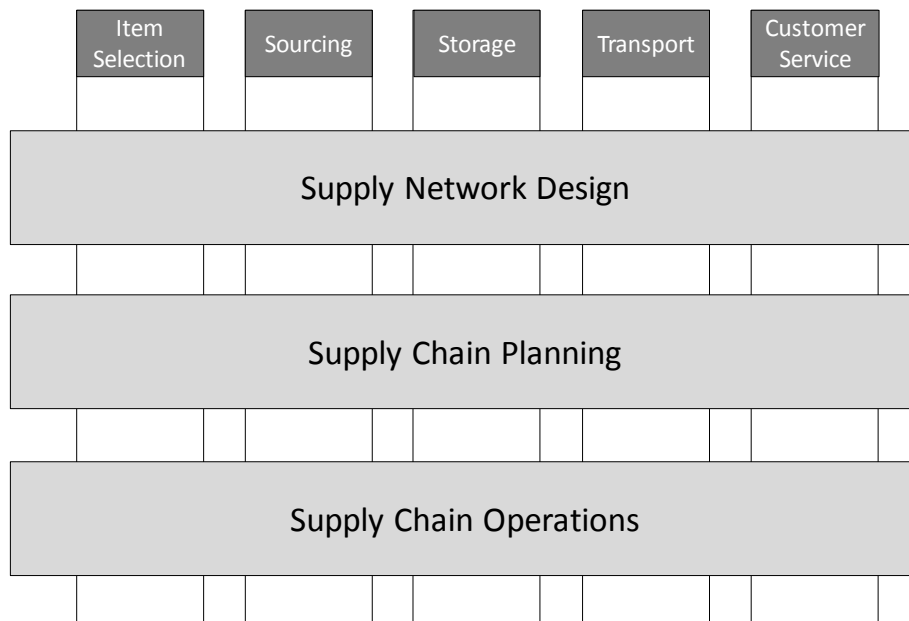 Item
Selection
Sourcing
Storage
Transport
Customer
Service
Supply Network Design
Supply Chain Planning
Supply Chain Operations